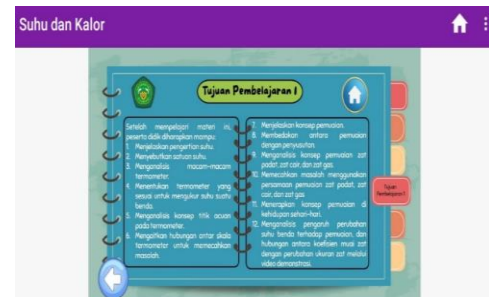 Suhu dan Kalor
Tujuan Pembelajaran I
Setelah mempelajari materi ini,
peserta didik diharapkan mampu:
1. Menjelaskan pengertian suhu
2. Menyebutkan satuan suhu.
3. Menganalisis macam-macam
termometer.
4. Menentukan termometer yang
sesuai untuk mengukur suhu suatu
benda.
5. Menganalisis konsep titik acuan
pada termometer.
6. Mengaitkan hubungan antar skala
termometer untuk memecahkan
masalah.
7. Menjelaskan konsep pemuaian.
8. Membedakan antara pemuaian
dengan penyusutan.
9. Menganalisis konsep pemuaian zat
padat, zat cair, dan zat gas.
10. Memecahkan masalah menggunakan
persamaan pemuaian zat padat, zat
cair, dan zat gas.
11. Menerapkan konsep pemuaian di
kehidupan sehari-hari.
12. Menganalisis pengaruh perubahan
suhu benda terhadap pemuaian, dan
hubungan antara koefisien muai zat
dengan perubahan ukuran zat melalui
video demonstrasi.
Tujuan
Pembelajaran 1